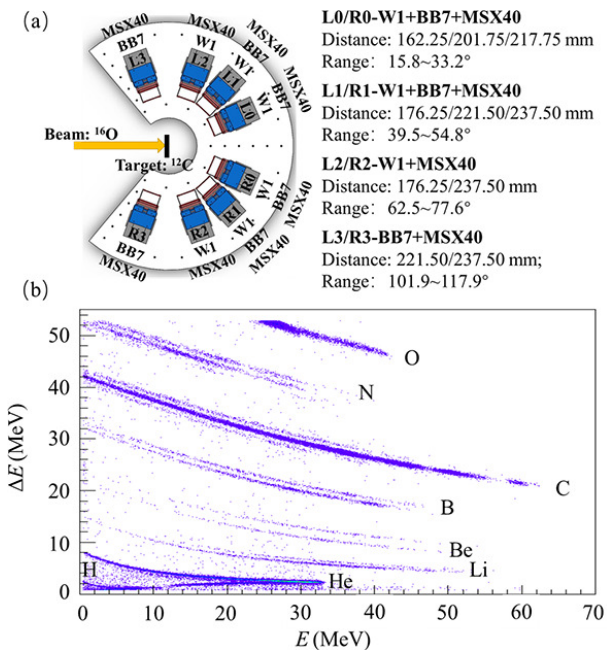 (a)
MSX40
BB7
L3
MSX40
W1
L2
MSX40
BB7
W1
L1
MSX40
BB7
W1
L0
Beam: ¹⁶O
Target: ¹²C
R0
W1
BB7
MSX40
R1
W1
BB7
MSX40
R2
W1
MSX40
R3
BB7
MSX40
L0/R0-W1+BB7+MSX40
Distance: 162.25/201.75/217.75 mm
Range: 15.8~33.2°
L1/R1-W1+BB7+MSX40
Distance: 176.25/221.50/237.50 mm
Range: 39.5~54.8°
L2/R2-W1+MSX40
Distance: 176.25/237.50 mm
Range: 62.5~77.6°
L3/R3-BB7+MSX40
Distance: 221.50/237.50 mm;
Range: 101.9~117.9°
(b)
ΔE (MeV)
50
40
30
20
10
0
O
N
C
B
Be
Li
H
He
0 10 20 30 40 50 60 70
E (MeV)